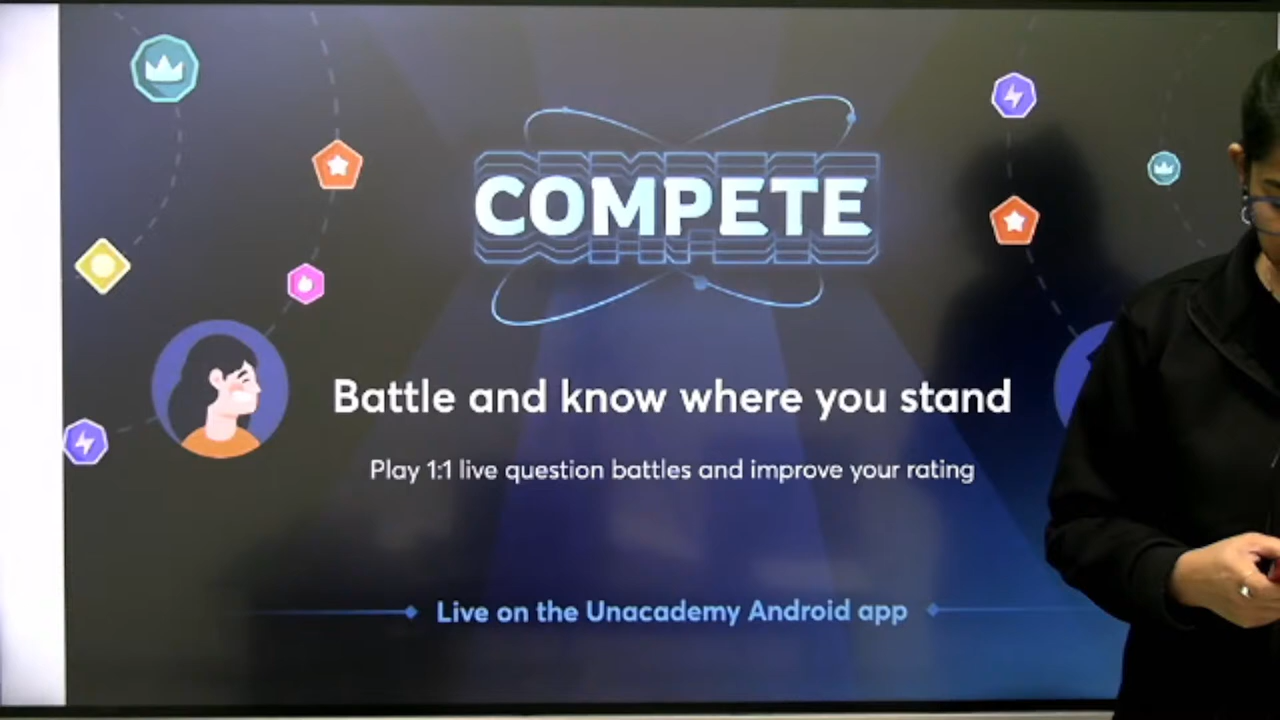 COMPETE
Battle and know where you stand
Play 1:1 live question battles and improve your rating
Live on the Unacademy Android app